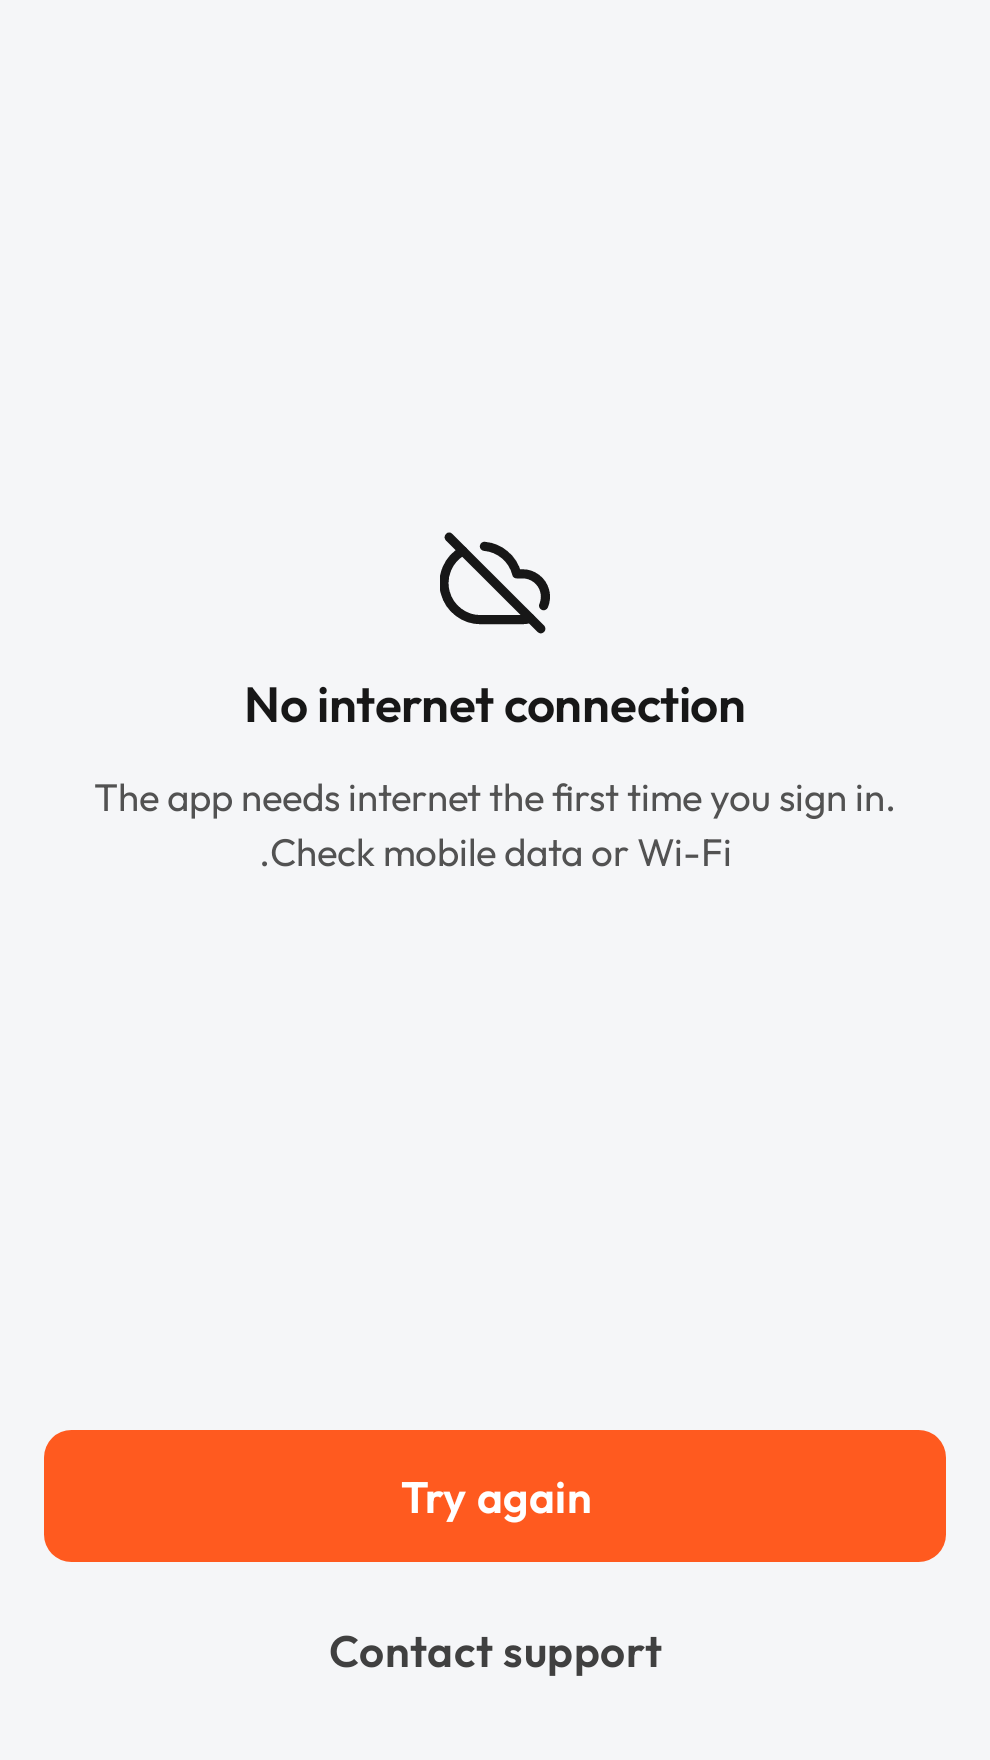 No internet connection
The app needs internet the first time you sign in.
.Check mobile data or Wi-Fi
Try again
Contact support